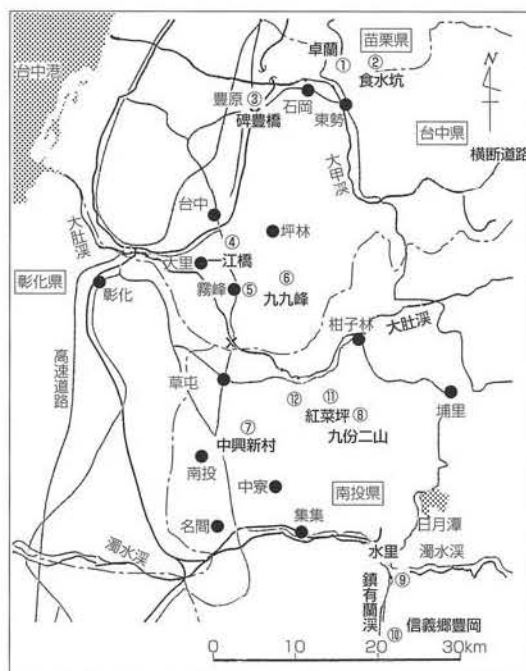 卓蘭
苗栗県
①
②
食水坑
N
台中港
豊原
③
石岡
東勢
碑豊橋
台中県
横断道路
大甲渓
大肚渓
台中
④
坪林
大里
一江橋
⑥
霧峰
⑤
九九峰
彰化県
彰化
大肚渓
柑子林
高速道路
草屯
⑫
⑪
紅菜坪
⑧
埔里
⑦
中興新村
九份二山
南投
中寮
南投県
日月潭
名間
集集
水里
濁水渓
濁水渓
⑨
鎮有蘭渓
⑩
信義郷豊岡
0
10
20
30km